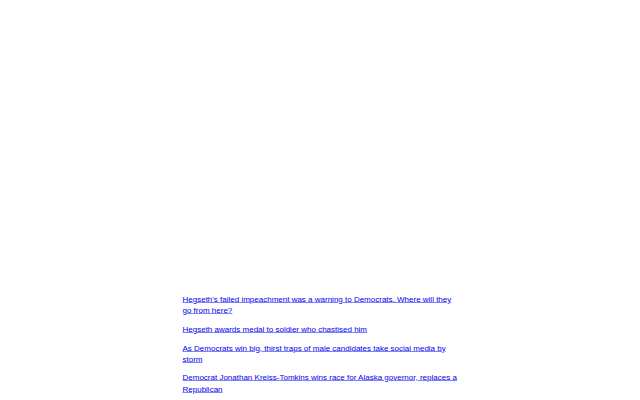 Hegseth's failed impeachment was a warning to Democrats. Where will they
go from here?
Hegseth awards medal to soldier who chastised him
As Democrats win big, thirst traps of male candidates take social media by
storm
Democrat Jonathan Kreiss-Tomkins wins race for Alaska governor, replaces a
Republican